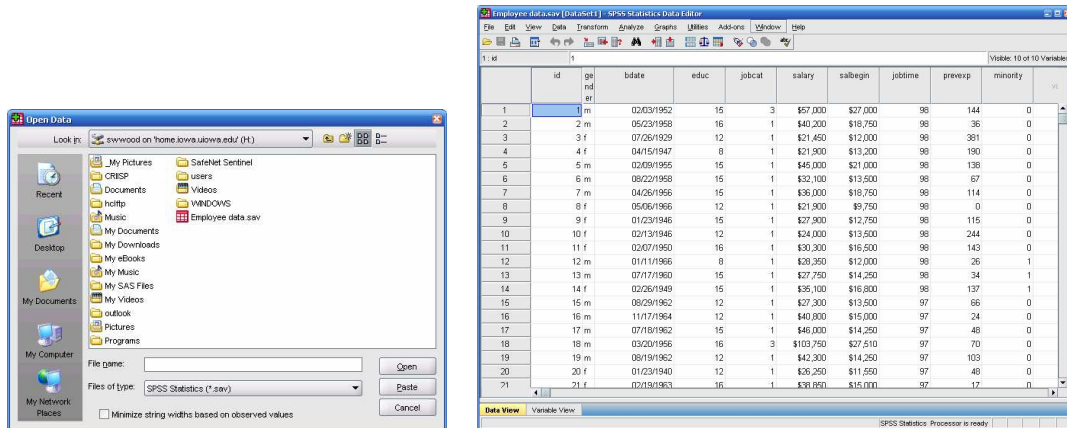 Open Data
Look in: swwood on 'home.iowa.uiowa.edu' (H:)
Recent
Desktop
My Documents
My Computer
My Network Places
_My Pictures
CRIISP
Documents
hclftp
Music
My Documents
My Downloads
My eBooks
My Music
My SAS Files
My Videos
outlook
Pictures
Programs
SafeNet Sentinel
users
Videos
WINDOWS
Employee data.sav
File name:
Files of type: SPSS Statistics (*.sav)
Minimize string widths based on observed values
Open
Paste
Cancel
Employee data.sav [DataSet1] - SPSS Statistics Data Editor
File Edit View Data Transform Analyze Graphs Utilities Add-ons Window Help
1 : id 1 Visible: 10 of 10 Variables
id gender bdate educ jobcat salary salbegin jobtime prevexp minority
1 1 m 02/03/1952 15 3 $57,000 $27,000 98 144 0
2 2 m 05/23/1958 16 1 $40,200 $18,750 98 36 0
3 3 f 07/26/1929 12 1 $21,450 $12,000 98 381 0
4 4 f 04/15/1947 8 1 $21,900 $13,200 98 190 0
5 5 m 02/09/1955 15 1 $45,000 $21,000 98 138 0
6 6 m 08/22/1958 15 1 $32,100 $13,500 98 67 0
7 7 m 04/26/1956 15 1 $36,000 $18,750 98 114 0
8 8 f 05/06/1966 12 1 $21,900 $9,750 98 0 0
9 9 f 01/23/1946 15 1 $27,900 $12,750 98 115 0
10 10 f 02/13/1946 12 1 $24,000 $13,500 98 244 0
11 11 f 02/07/1950 16 1 $30,300 $16,500 98 143 0
12 12 m 01/11/1966 8 1 $28,350 $12,000 98 26 1
13 13 m 07/17/1960 15 1 $27,750 $14,250 98 34 1
14 14 f 02/26/1949 15 1 $35,100 $16,800 98 137 1
15 15 m 08/29/1962 12 1 $27,300 $13,500 97 66 0
16 16 m 11/17/1964 12 1 $40,800 $15,000 97 24 0
17 17 m 07/18/1962 15 1 $46,000 $14,250 97 48 0
18 18 m 03/20/1956 16 3 $103,750 $27,510 97 70 0
19 19 m 08/19/1962 12 1 $42,300 $14,250 97 103 0
20 20 f 01/23/1940 12 1 $26,250 $11,550 97 48 0
21 21 f 02/19/1963 16 1 $38,850 $15,000 97 17 0
Data View Variable View
SPSS Statistics Processor is ready